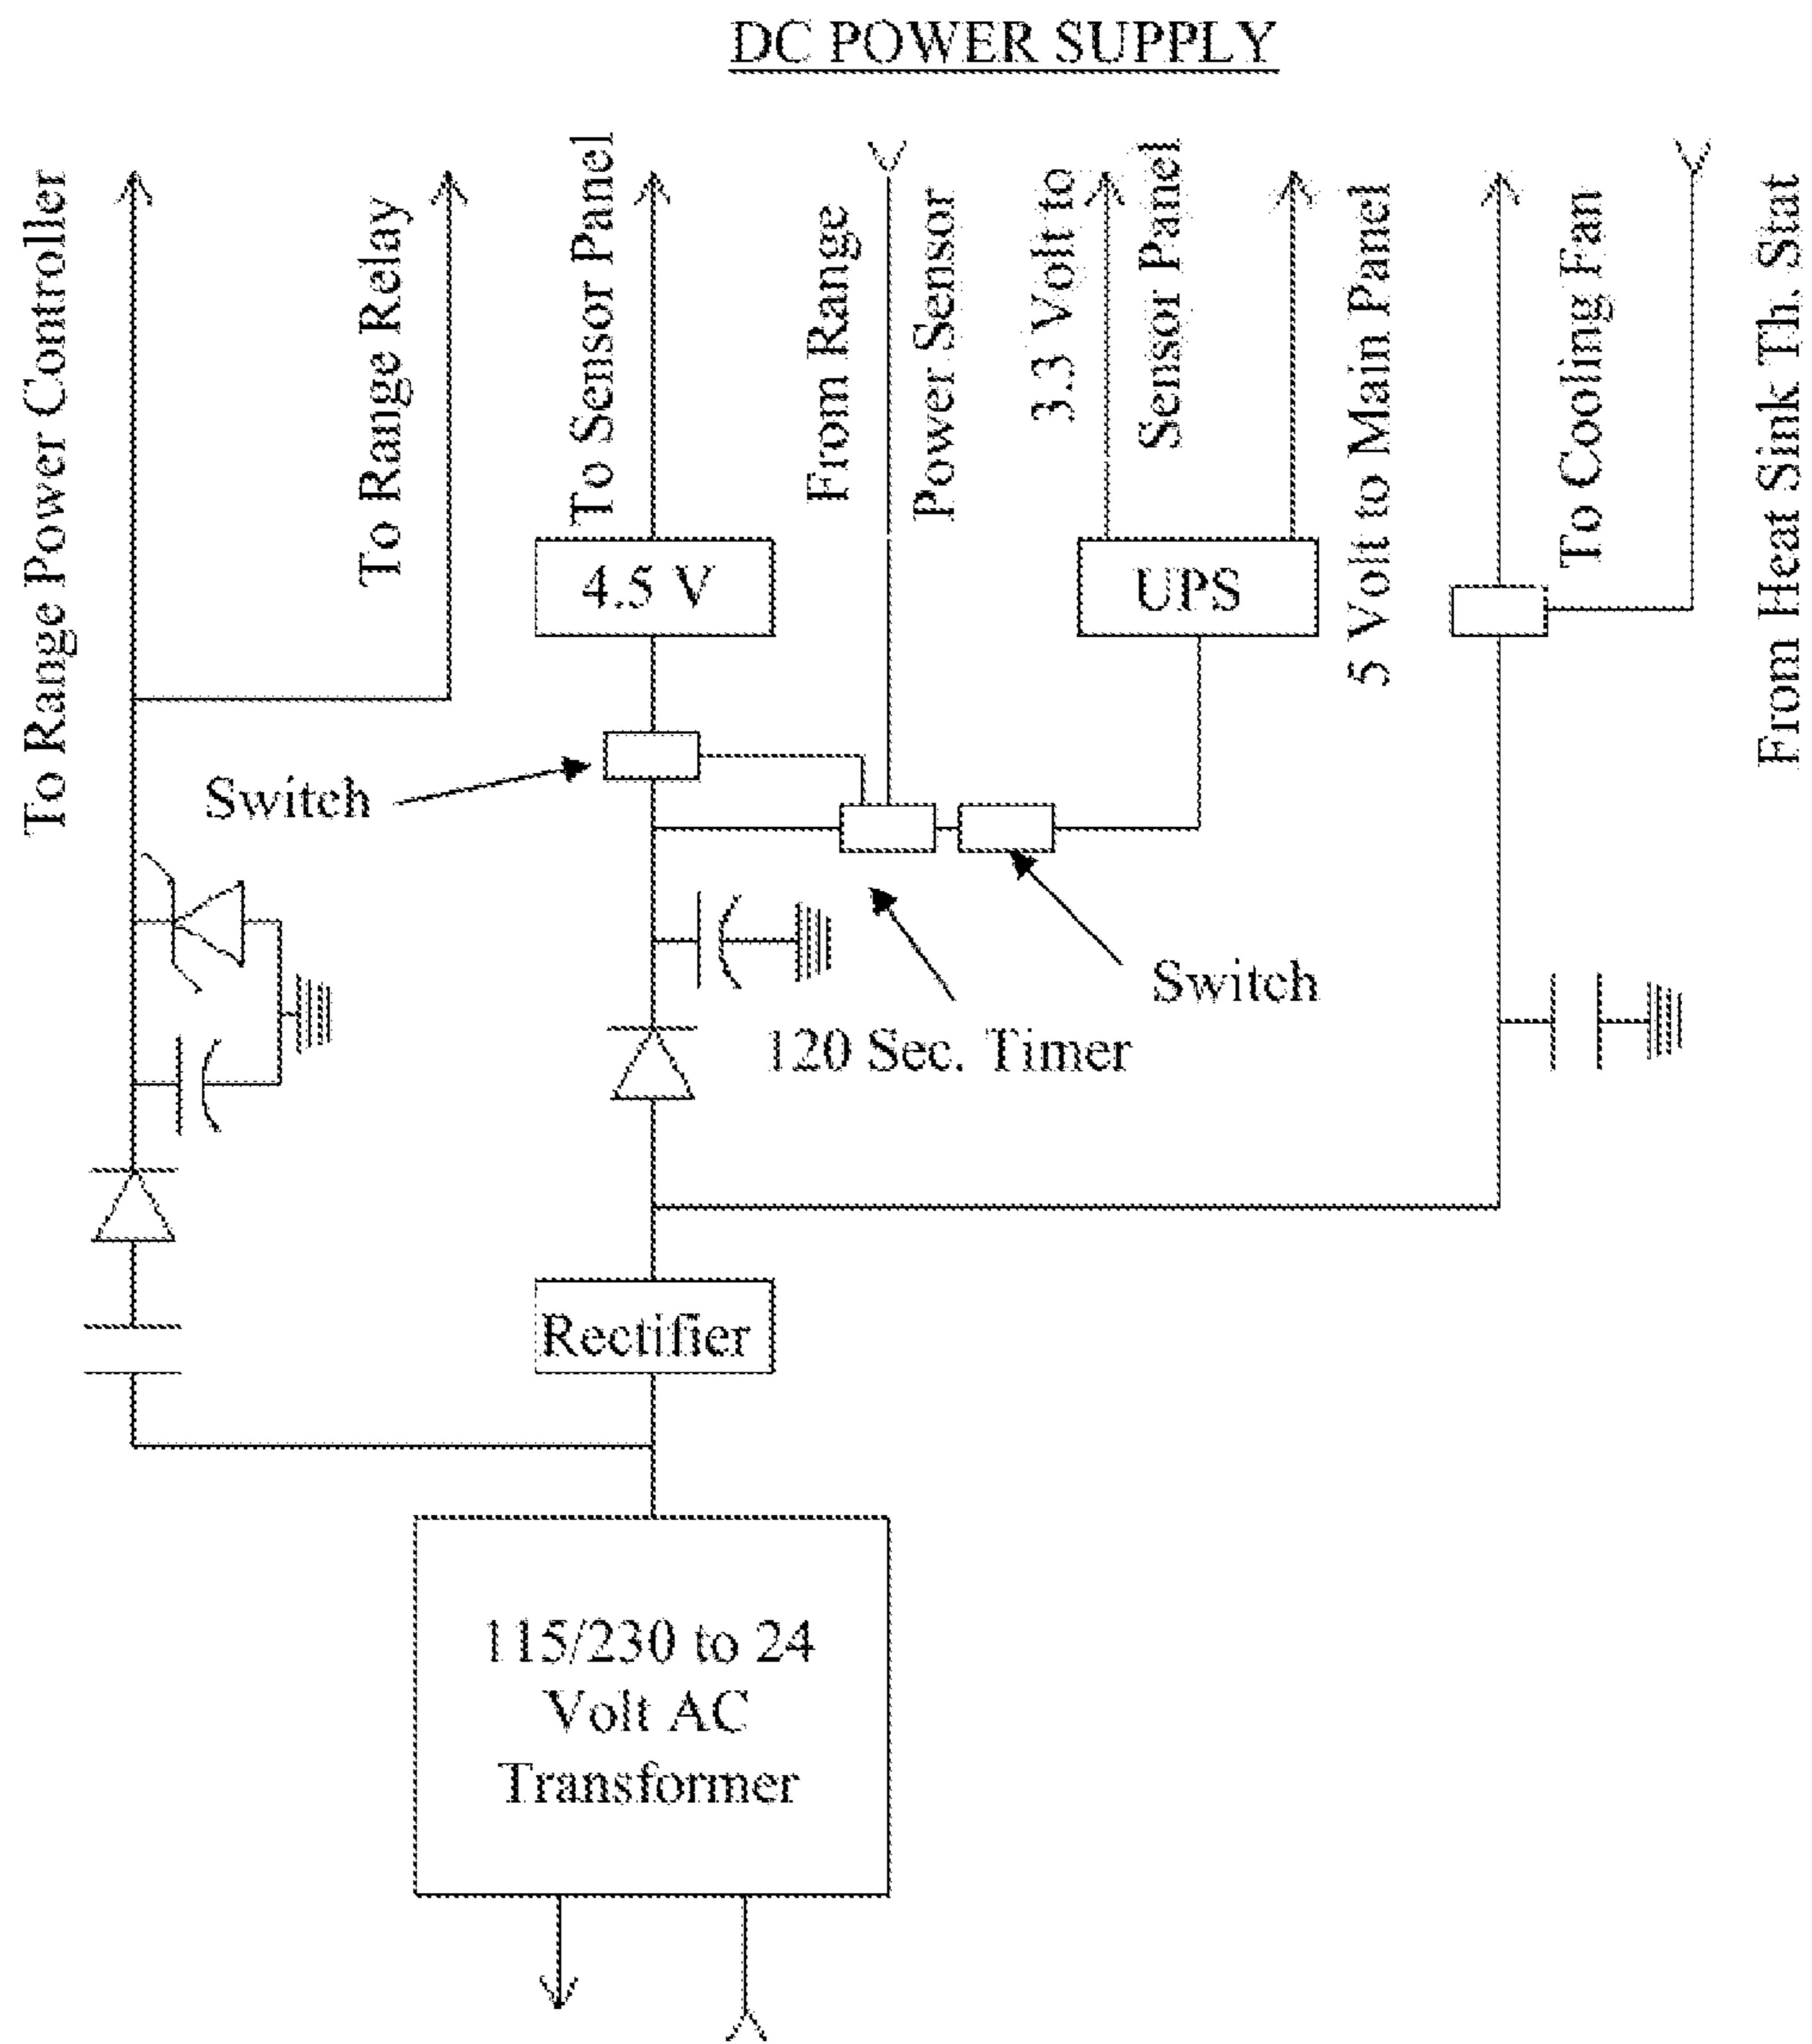 DC POWER SUPPLY
To Range Power Controller
To Range Relay
To Sensor Panel
From Range
Power Sensor
3.3 Volt to
Sensor Panel
5 Volt to Main Panel
To Cooling Fan
From Heat Sink Th. Stat
4.5 V
UPS
Switch
Switch
120 Sec. Timer
Rectifier
115/230 to 24
Volt AC
Transformer